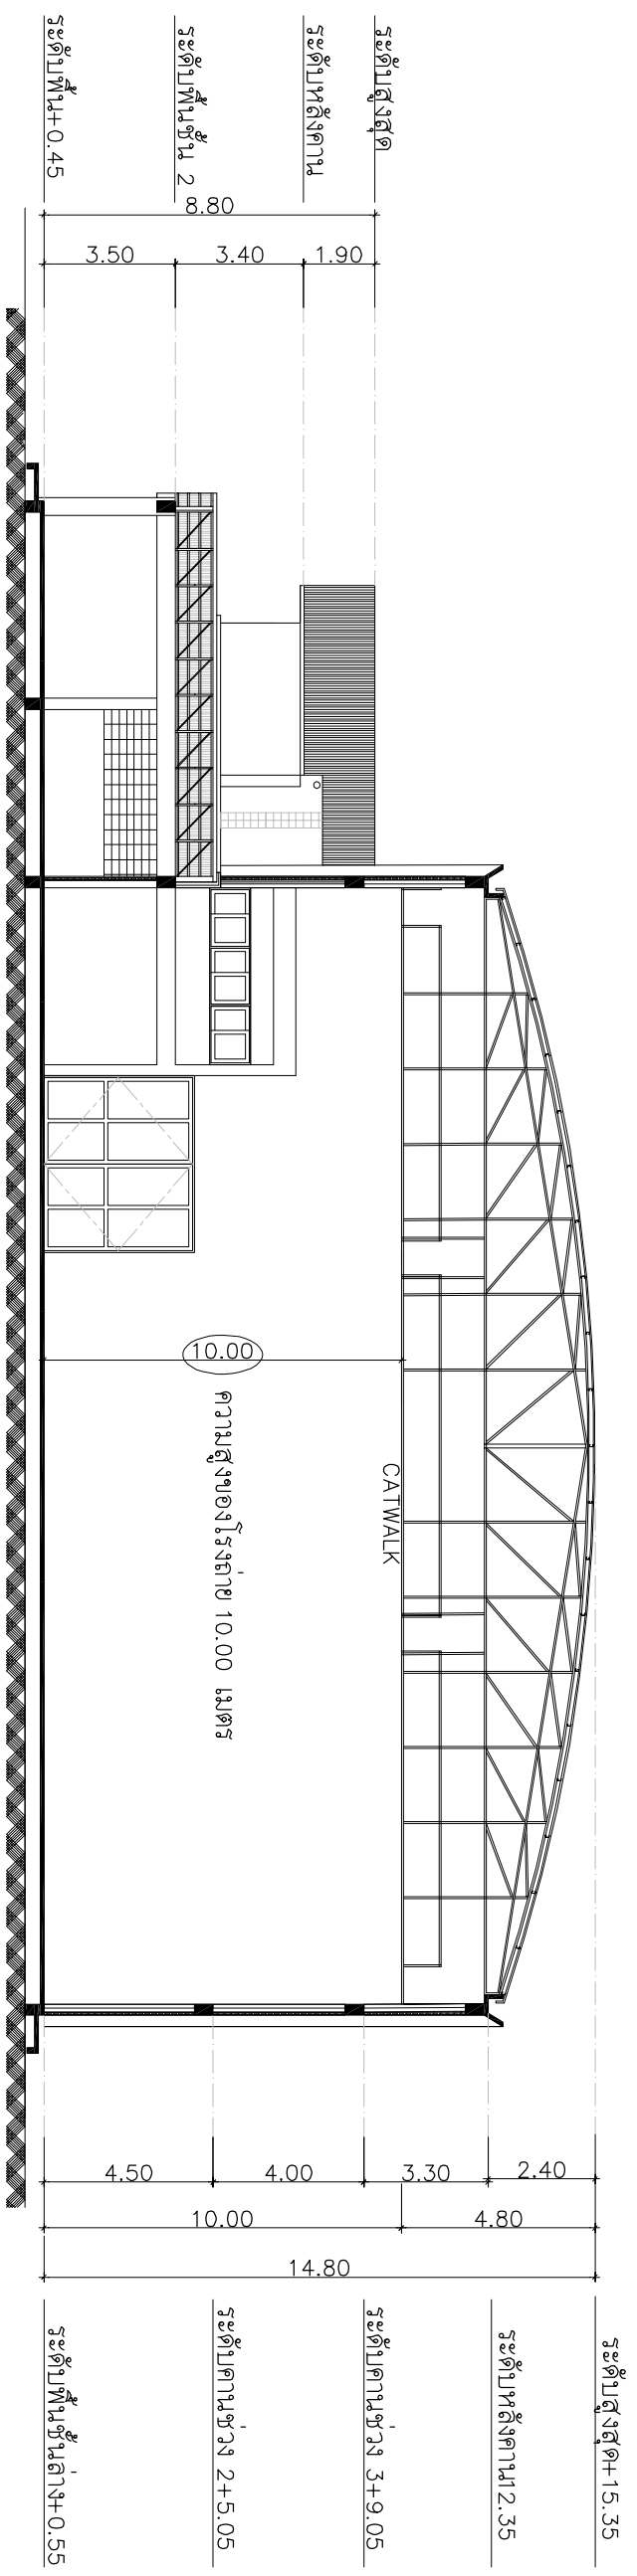 ระดับสูงสุด
ระดับหลังคาน
ระดับพื้นชั้น 2
ระดับพื้น+0.45
8.80
3.50
3.40
1.90
10.00
ความสูงของโรงถ่าย 10.00 เมตร
CATWALK
4.50
4.00
3.30
2.40
10.00
4.80
14.80
ระดับสูงสุด+15.35
ระดับหลังคาน12.35
ระดับคานช่วง 3+9.05
ระดับคานช่วง 2+5.05
ระดับพื้นชั้นล่าง+0.55